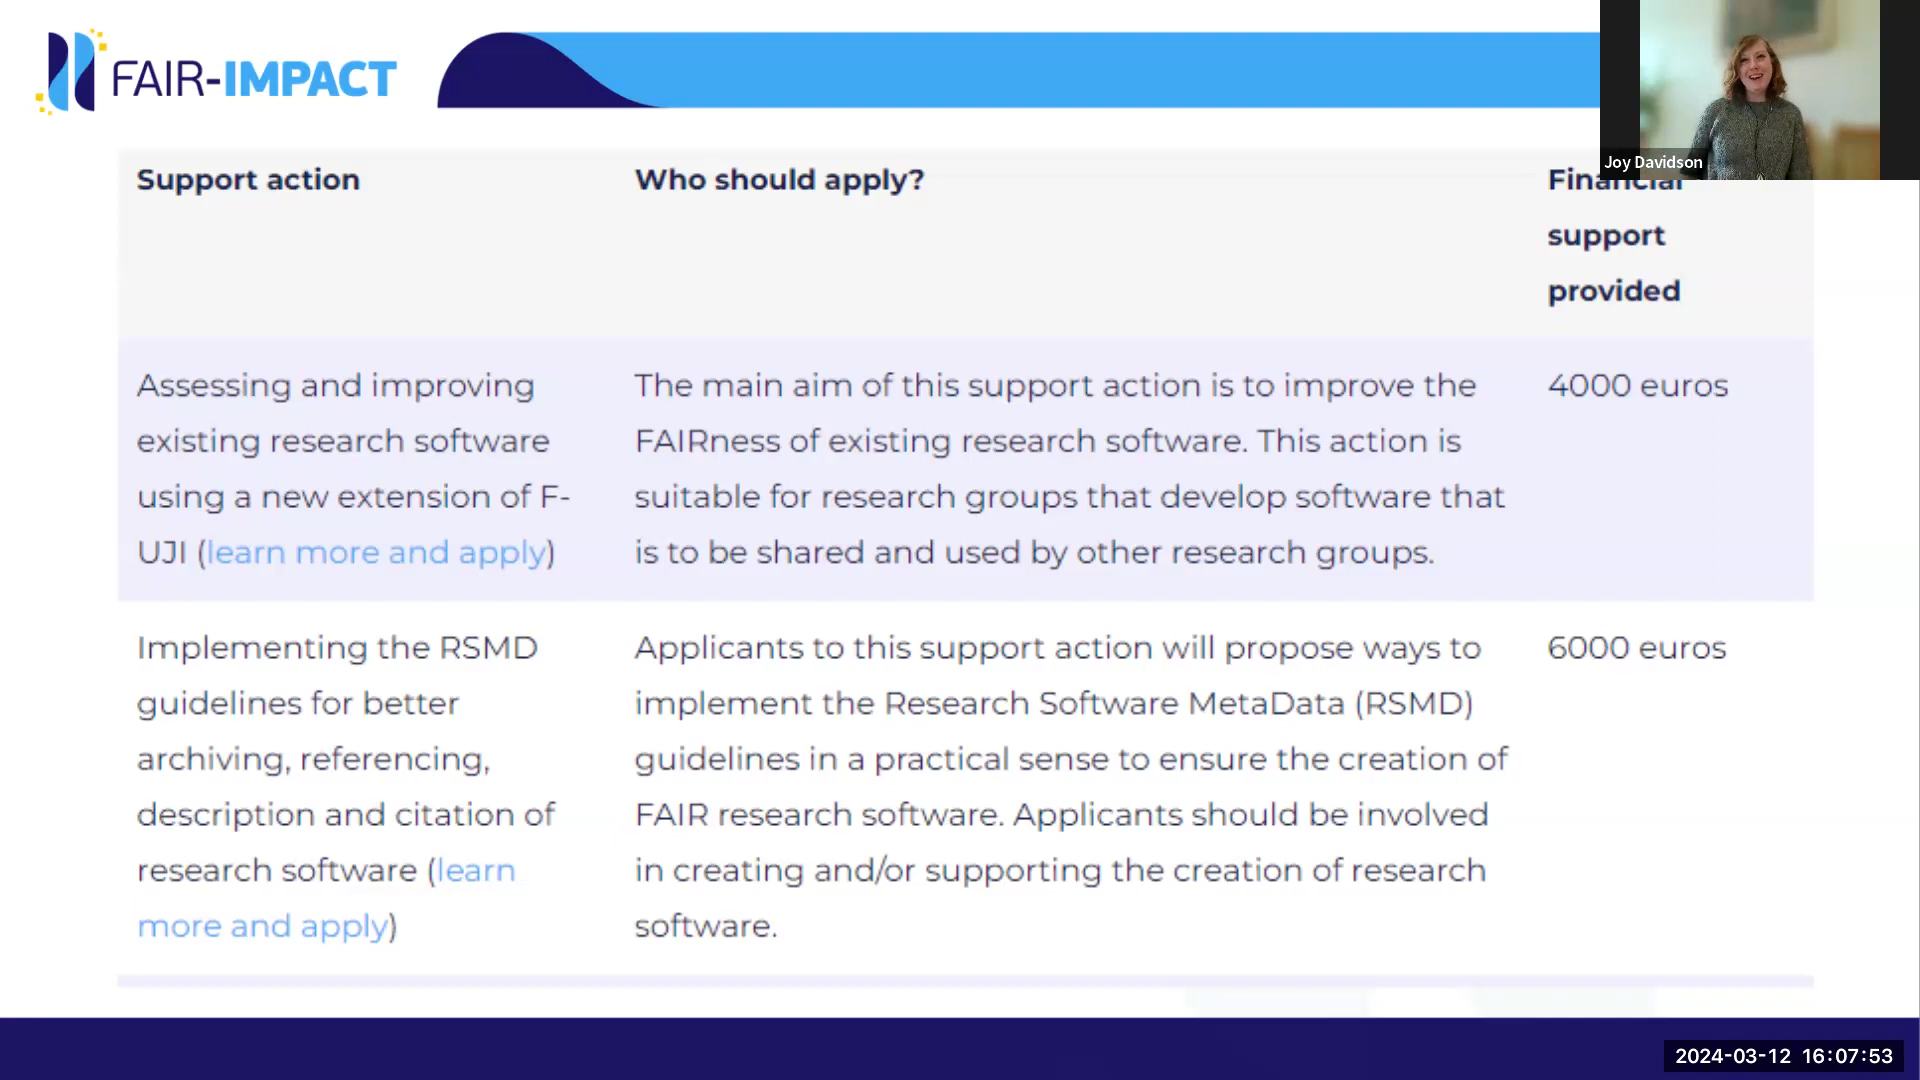 FAIR-IMPACT
Joy Davidson
Support action
Who should apply?
Financial
support
provided
Assessing and improving
existing research software
using a new extension of F-
UJI (learn more and apply)
The main aim of this support action is to improve the
FAIRness of existing research software. This action is
suitable for research groups that develop software that
is to be shared and used by other research groups.
4000 euros
Implementing the RSMD
guidelines for better
archiving, referencing,
description and citation of
research software (learn
more and apply)
Applicants to this support action will propose ways to
implement the Research Software MetaData (RSMD)
guidelines in a practical sense to ensure the creation of
FAIR research software. Applicants should be involved
in creating and/or supporting the creation of research
software.
6000 euros
2024-03-12 16:07:53